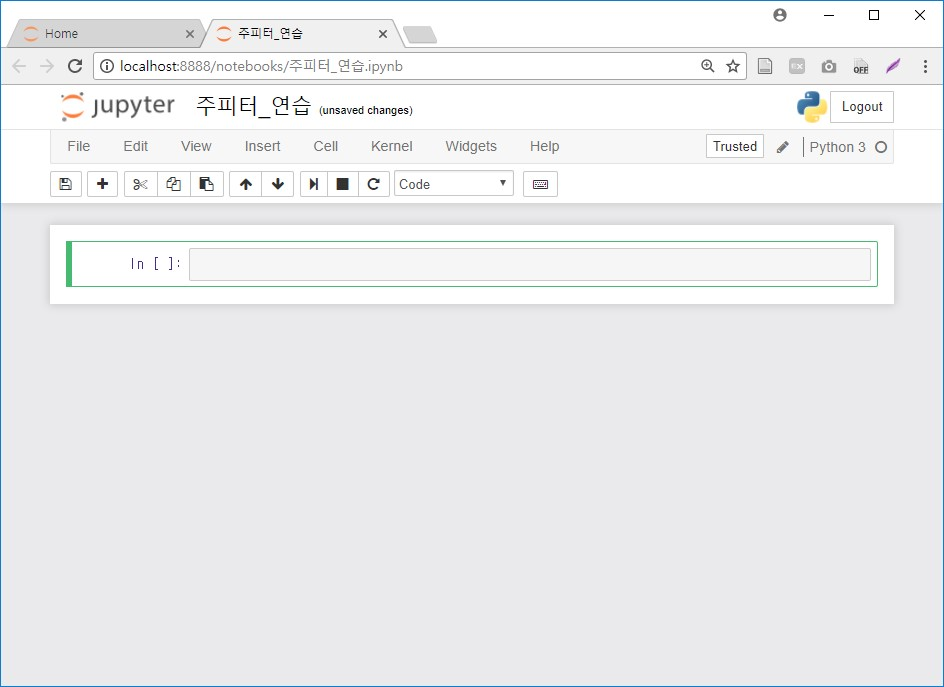 Home
주피터_연습
localhost:8888/notebooks/주피터_연습.ipynb
OFF
jupyter 주피터_연습 (unsaved changes)
Logout
File Edit View Insert Cell Kernel Widgets Help
Trusted
Python 3
Code
In [ ]: